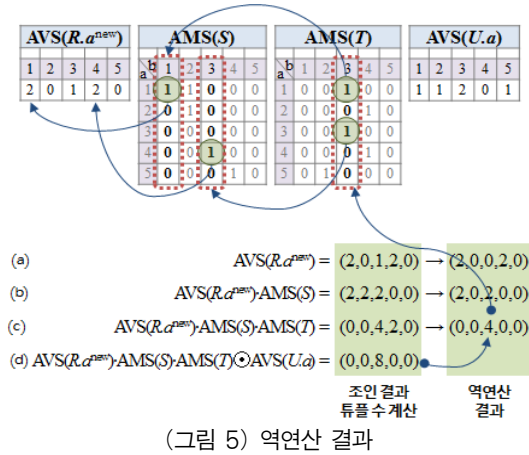 AVS(R.aⁿᵉʷ) AMS(S) AMS(T) AVS(U.a)
1 2 3 4 5 b a 1 2 3 4 5 b a 1 2 3 4 5 1 2 3 4 5
2 0 1 2 0 1 1 1 0 0 0 1 0 0 1 0 0 1 1 2 0 1
2 0 1 0 1 0 2 0 0 0 1 0
3 0 0 0 0 0 3 0 0 1 0 0
4 0 0 1 0 0 4 0 0 0 1 0
5 0 0 0 1 0 5 0 1 0 0 0
(a) AVS(R.aⁿᵉʷ) = (2,0,1,2,0) → (2,0,0,2,0)
(b) AVS(R.aⁿᵉʷ)·AMS(S) = (2,2,2,0,0) → (2,0,2,0,0)
(c) AVS(R.aⁿᵉʷ)·AMS(S)·AMS(T) = (0,0,4,2,0) → (0,0,4,0,0)
(d) AVS(R.aⁿᵉʷ)·AMS(S)·AMS(T)⊙AVS(U.a) = (0,0,8,0,0)
조인 결과 역연산
튜플 수 계산 결과
(그림 5) 역연산 결과